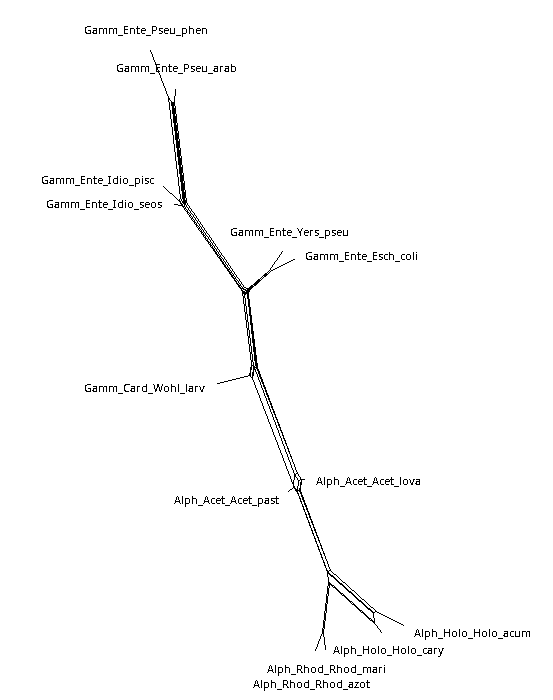 Gamm_Ente_Pseu_phen
Gamm_Ente_Pseu_arab
Gamm_Ente_Idio_pisc
Gamm_Ente_Idio_seos
Gamm_Ente_Yers_pseu
Gamm_Ente_Esch_coli
Gamm_Card_Wohl_larv
Alph_Acet_Acet_lova
Alph_Acet_Acet_past
Alph_Holo_Holo_acum
Alph_Holo_Holo_cary
Alph_Rhod_Rhod_mari
Alph_Rhod_Rhod_azot